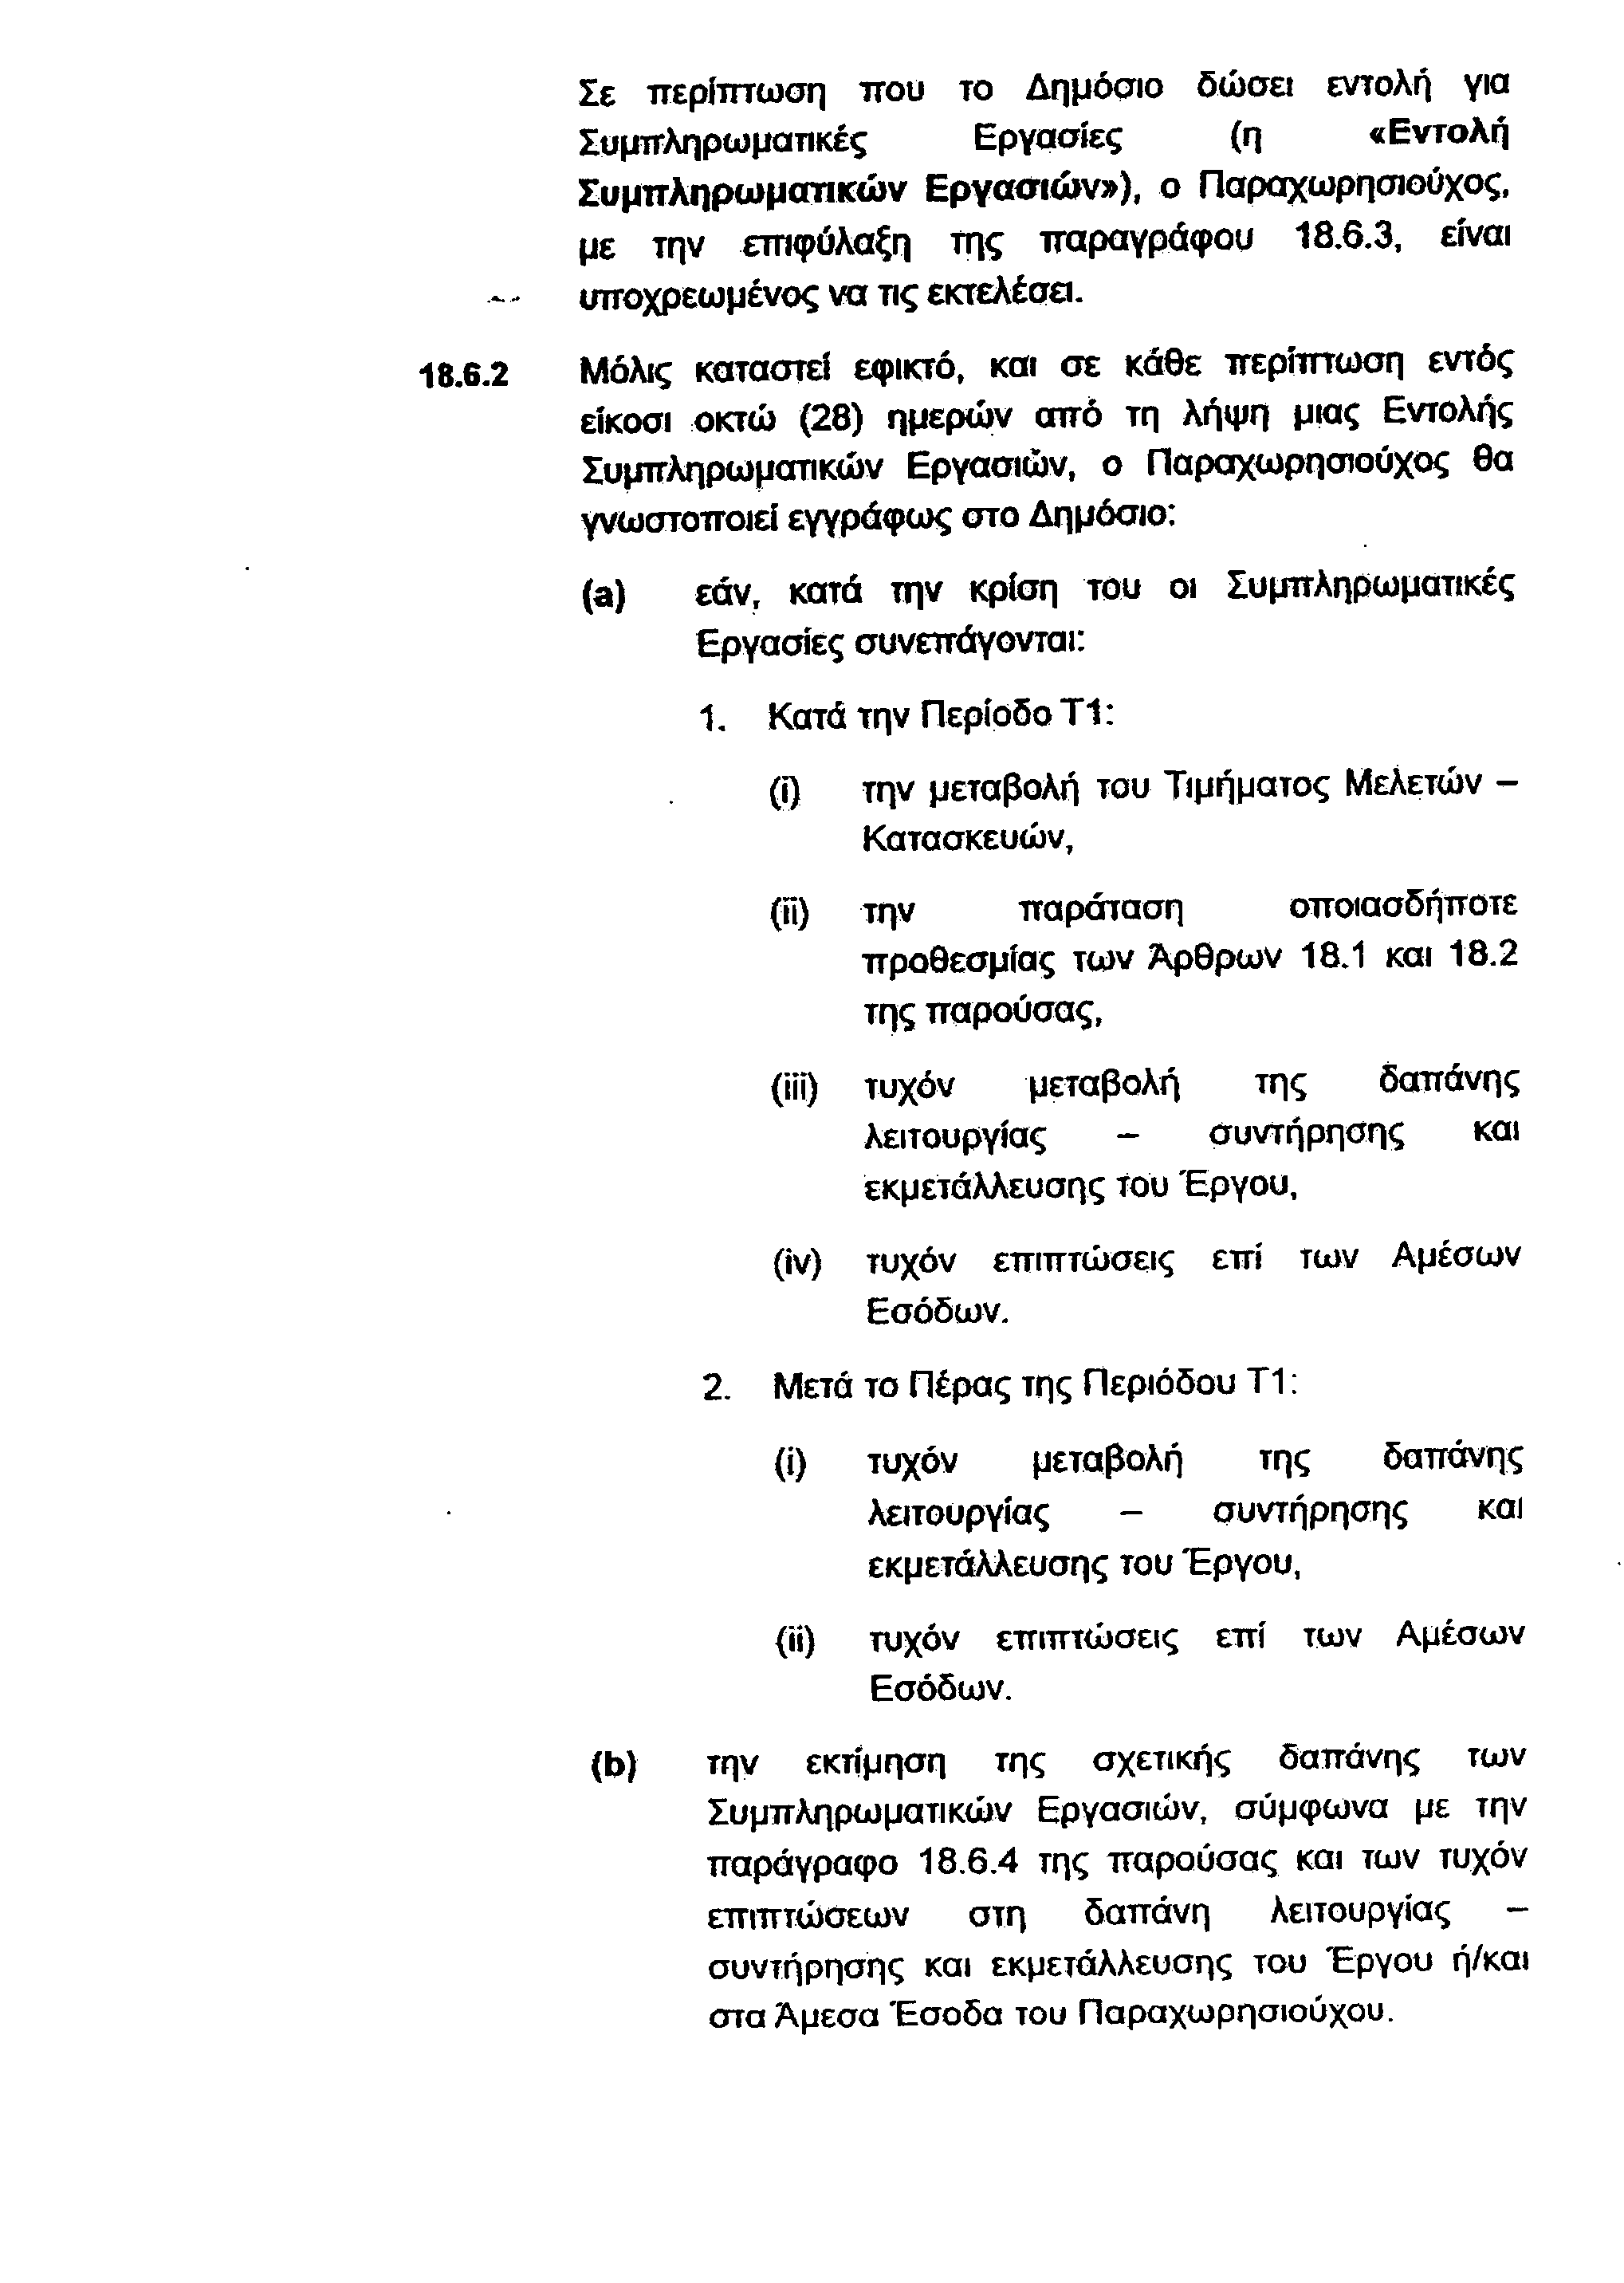 Σε περίπτωση που το Δημόσιο δώσει εντολή για
Συμπληρωματικές Εργασίες (η «Εντολή
Συμπληρωματικών Εργασιών»), ο Παραχωρησιούχος,
με την επιφύλαξη της παραγράφου 18.6.3, είναι
υποχρεωμένος να τις εκτελέσει.
18.6.2 Μόλις καταστεί εφικτό, και σε κάθε περίπτωση εντός
είκοσι οκτώ (28) ημερών από τη λήψη μιας Εντολής
Συμπληρωματικών Εργασιών, ο Παραχωρησιούχος θα
γνωστοποιεί εγγράφως στο Δημόσιο:
(a) εάν, κατά την κρίση του οι Συμπληρωματικές
Εργασίες συνεπάγονται:
1. Κατά την Περίοδο Τ1:
(i) την μεταβολή του Τιμήματος Μελετών –
Κατασκευών,
(ii) την παράταση οποιασδήποτε
προθεσμίας των Άρθρων 18.1 και 18.2
της παρούσας,
(iii) τυχόν μεταβολή της δαπάνης
λειτουργίας – συντήρησης και
εκμετάλλευσης του Έργου,
(iv) τυχόν επιπτώσεις επί των Αμέσων
Εσόδων.
2. Μετά το Πέρας της Περιόδου Τ1:
(i) τυχόν μεταβολή της δαπάνης
λειτουργίας – συντήρησης και
εκμετάλλευσης του Έργου,
(ii) τυχόν επιπτώσεις επί των Αμέσων
Εσόδων.
(b) την εκτίμηση της σχετικής δαπάνης των
Συμπληρωματικών Εργασιών, σύμφωνα με την
παράγραφο 18.6.4 της παρούσας και των τυχόν
επιπτώσεων στη δαπάνη λειτουργίας –
συντήρησης και εκμετάλλευσης του Έργου ή/και
στα Άμεσα Έσοδα του Παραχωρησιούχου.